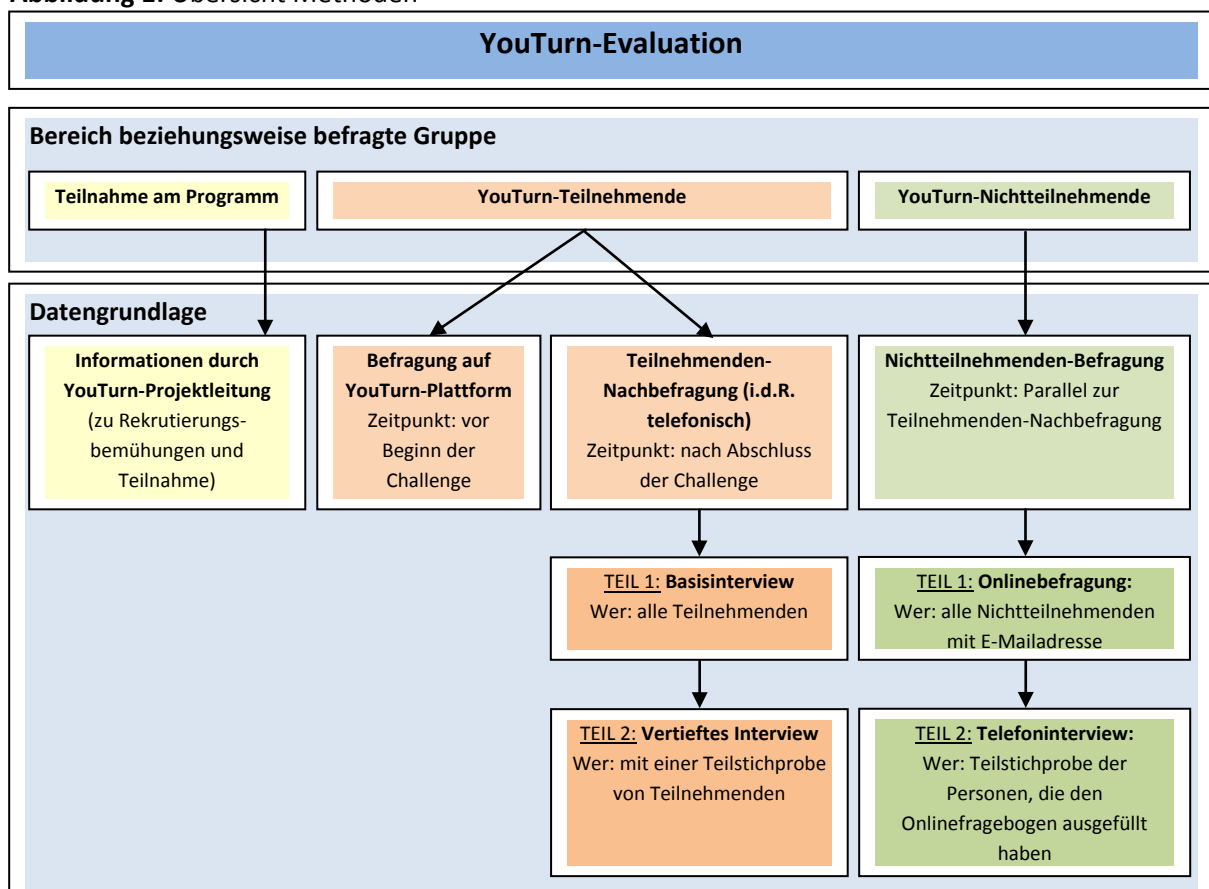 Übersicht Methoden
YouTurn-Evaluation
Bereich beziehungsweise befragte Gruppe
Teilnahme am Programm
YouTurn-Teilnehmende
YouTurn-Nichtteilnehmende
Datengrundlage
Informationen durch
YouTurn-Projektleitung
(zu Rekrutierungs-
bemühungen und
Teilnahme)
Befragung auf
YouTurn-Plattform
Zeitpunkt: vor
Beginn der
Challenge
Teilnehmenden-
Nachbefragung (i.d.R.
telefonisch)
Zeitpunkt: nach Abschluss
der Challenge
Nichtteilnehmenden-Befragung
Zeitpunkt: Parallel zur
Teilnehmenden-Nachbefragung
TEIL 1: Basisinterview
Wer: alle Teilnehmenden
TEIL 1: Onlinebefragung:
Wer: alle Nichtteilnehmenden
mit E-Mailadresse
TEIL 2: Vertieftes Interview
Wer: mit einer Teilstichprobe
von Teilnehmenden
TEIL 2: Telefoninterview:
Wer: Teilstichprobe der
Personen, die den
Onlinefragebogen ausgefüllt
haben